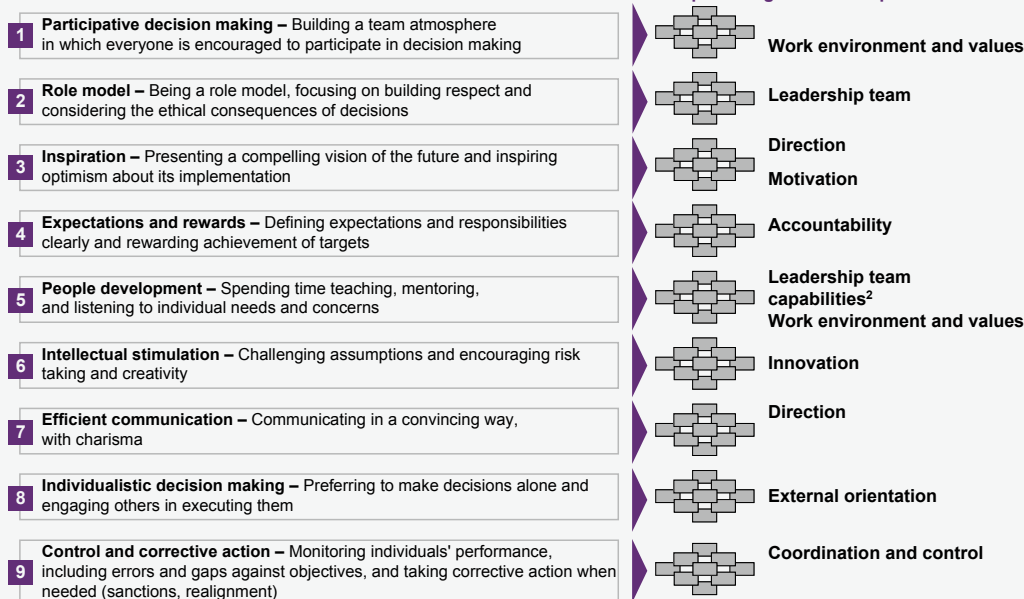 1
Participative decision making – Building a team atmosphere
in which everyone is encouraged to participate in decision making
Work environment and values
2
Role model – Being a role model, focusing on building respect and
considering the ethical consequences of decisions
Leadership team
3
Inspiration – Presenting a compelling vision of the future and inspiring
optimism about its implementation
Direction
Motivation
4
Expectations and rewards – Defining expectations and responsibilities
clearly and rewarding achievement of targets
Accountability
5
People development – Spending time teaching, mentoring,
and listening to individual needs and concerns
Leadership team
capabilities²
Work environment and values
6
Intellectual stimulation – Challenging assumptions and encouraging risk
taking and creativity
Innovation
7
Efficient communication – Communicating in a convincing way,
with charisma
Direction
8
Individualistic decision making – Preferring to make decisions alone and
engaging others in executing them
External orientation
9
Control and corrective action – Monitoring individuals' performance,
including errors and gaps against objectives, and taking corrective action when
needed (sanctions, realignment)
Coordination and control